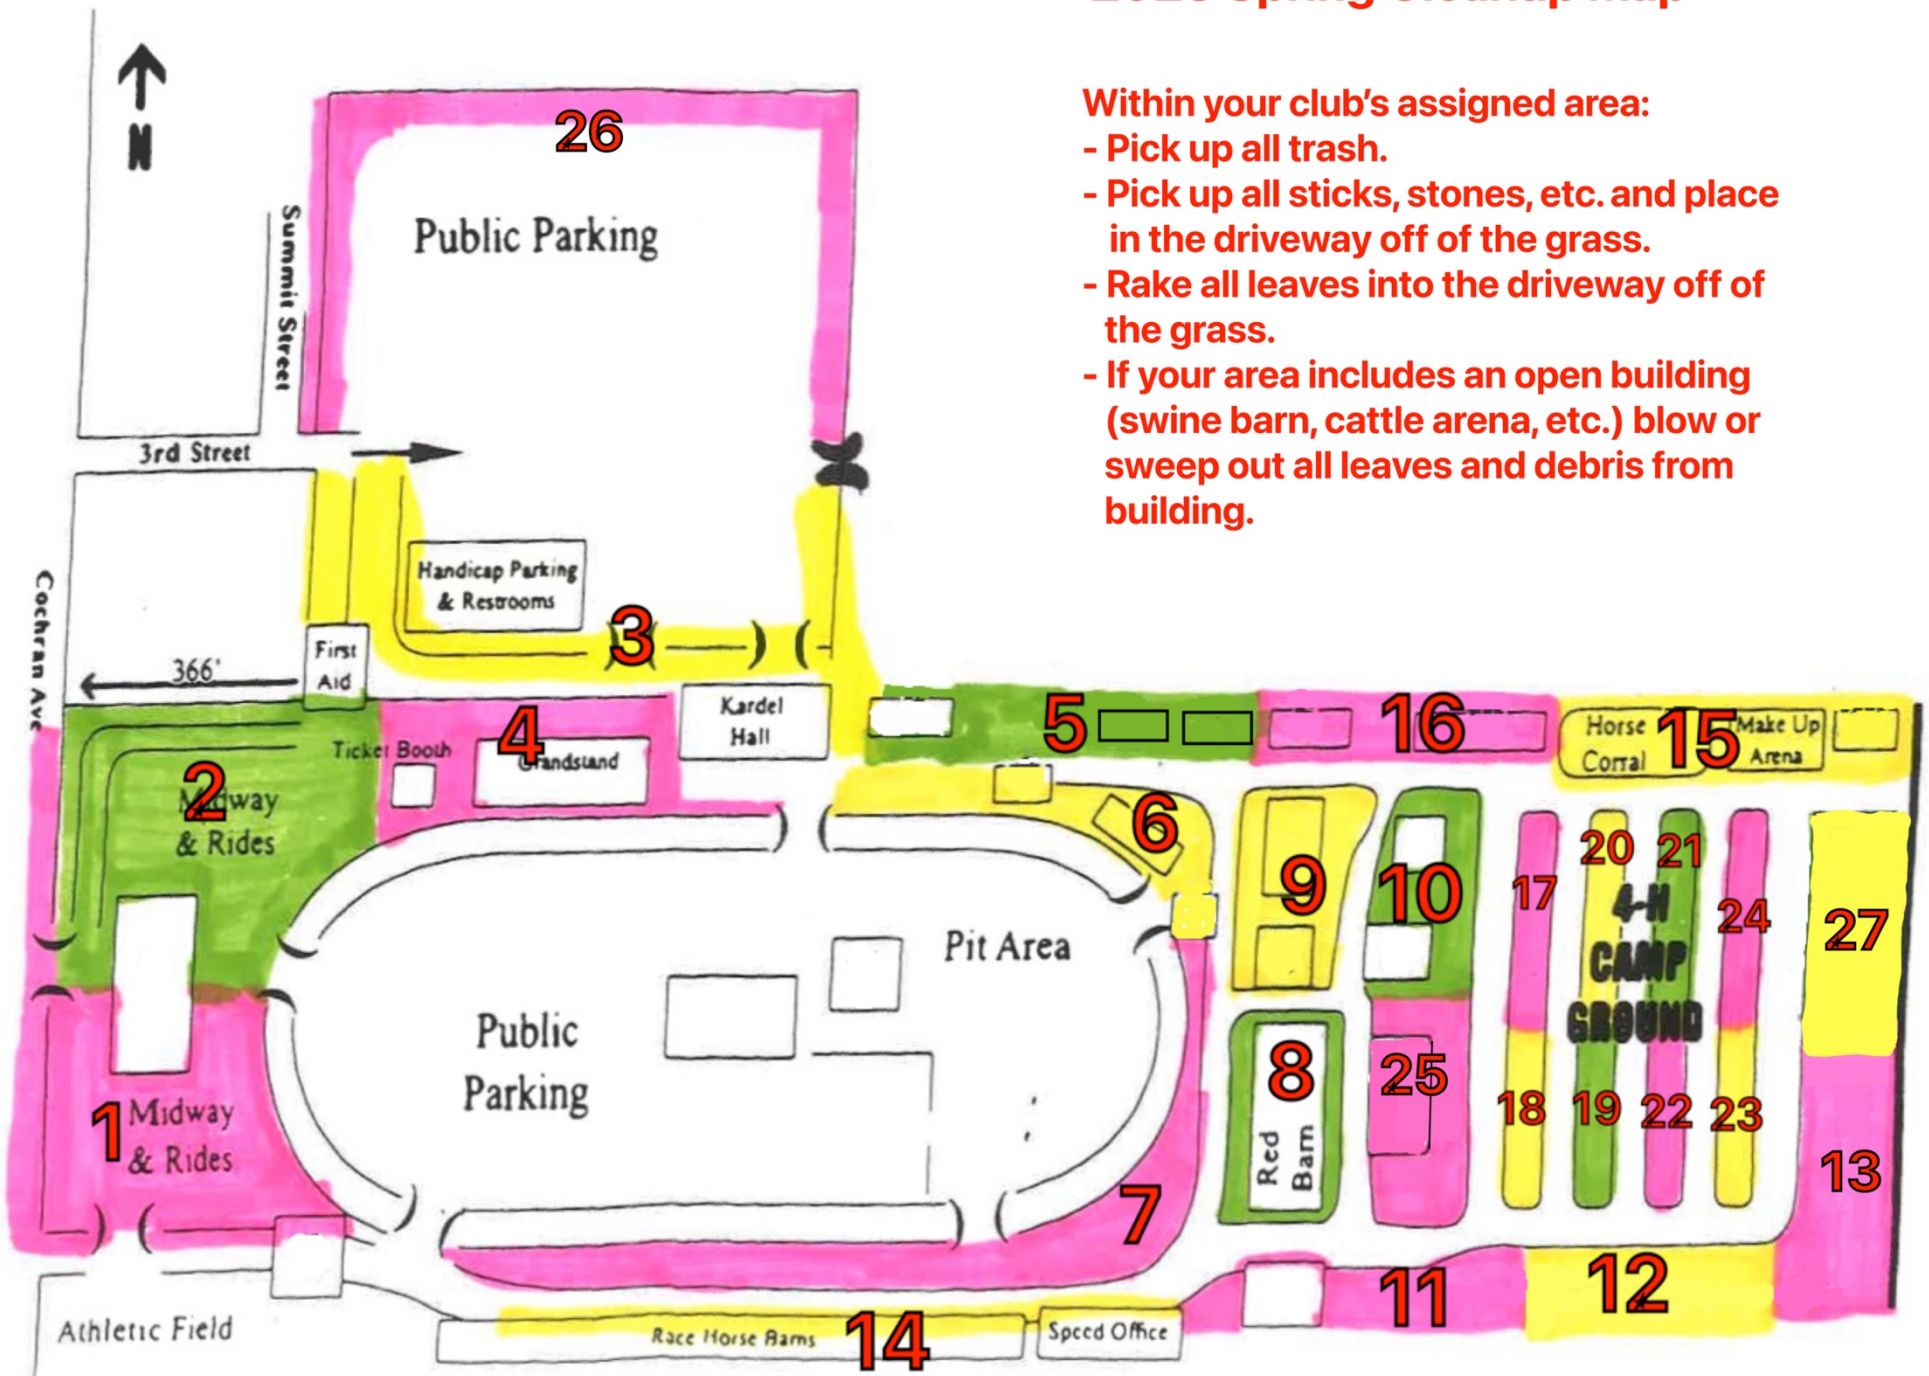 Spring Cleanup Map
N
Within your club's assigned area:
- Pick up all trash.
- Pick up all sticks, stones, etc. and place
in the driveway off of the grass.
- Rake all leaves into the driveway off of
the grass.
- If your area includes an open building
(swine barn, cattle arena, etc.) blow or
sweep out all leaves and debris from
building.
26
Public Parking
Summit Street
3rd Street
Handicap Parking
& Restrooms
3
First
Aid
366'
Cochran Ave
Kardel
Hall
4
Ticket Booth
Grandstand
5
16
Horse
Corral
15
Make Up
Arena
2
Midway
& Rides
6
9
10
17
20
21
24
27
4-H
CAMP
GROUND
Pit Area
Public
Parking
8
Red
Barn
25
18
19
22
23
13
1
Midway
& Rides
7
11
12
Athletic Field
Race Horse Barns
14
Speed Office